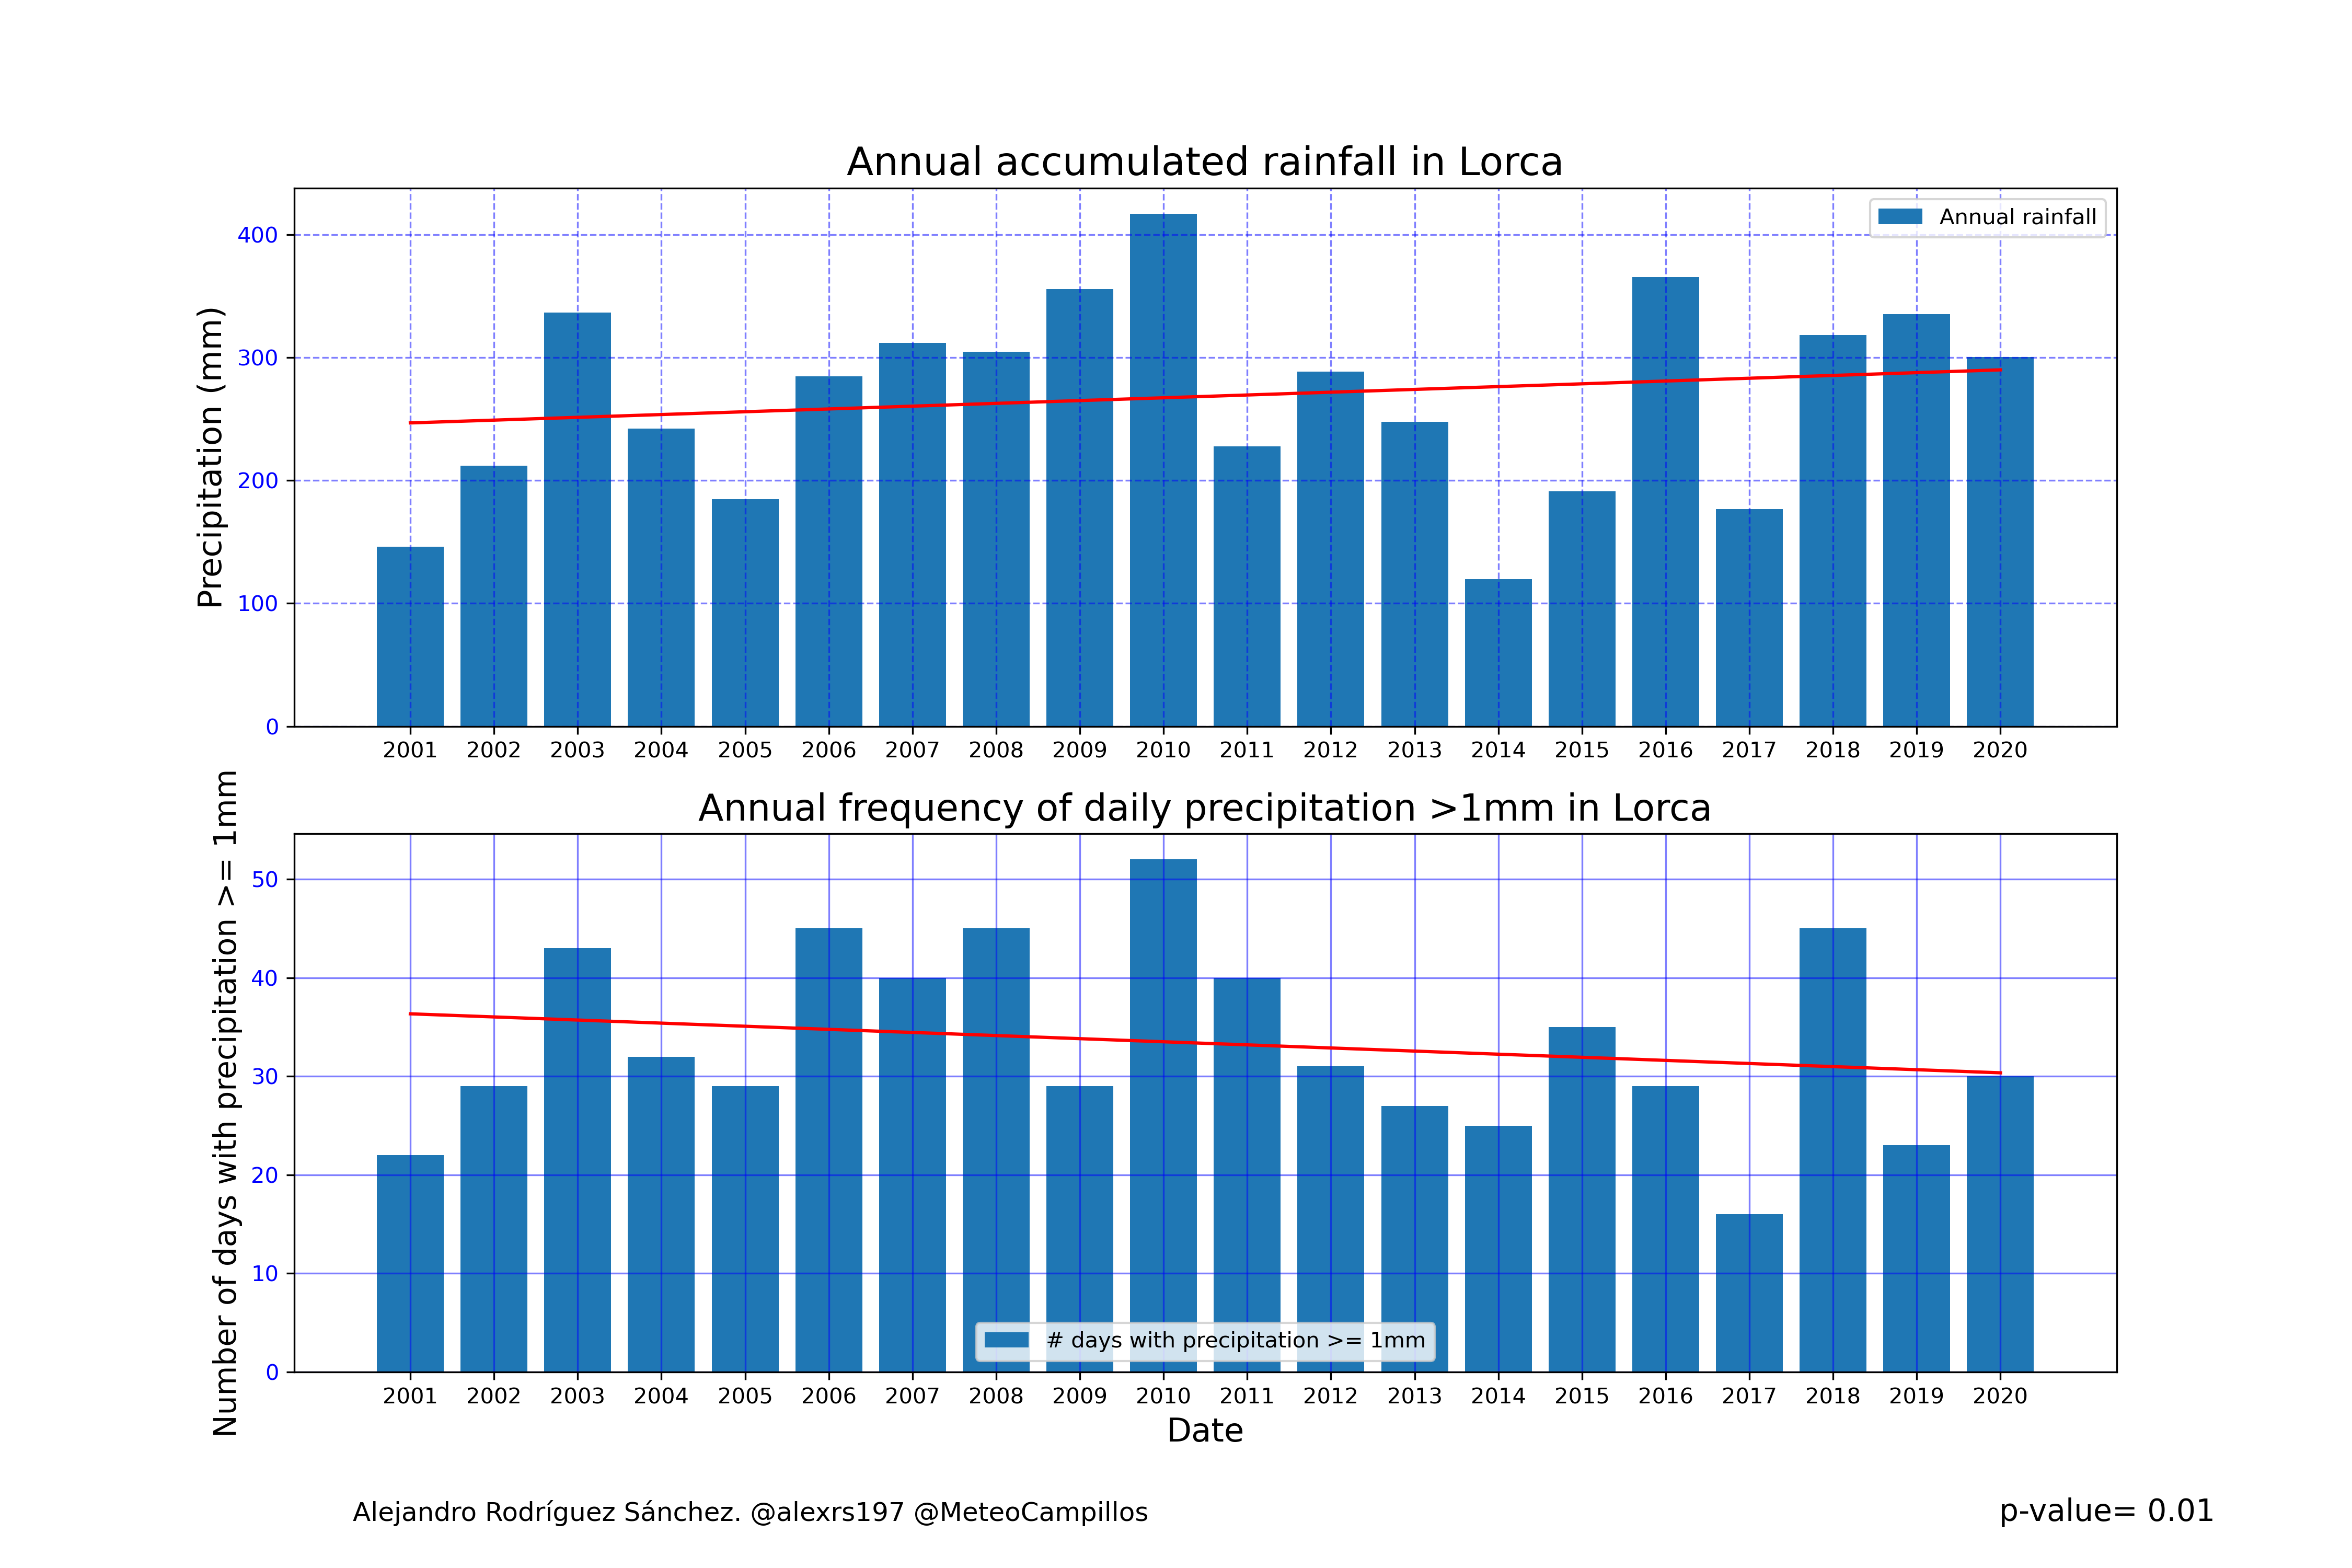 Annual accumulated rainfall in Lorca
Precipitation (mm)
400
300
200
100
0
Annual rainfall
2001 2002 2003 2004 2005 2006 2007 2008 2009 2010 2011 2012 2013 2014 2015 2016 2017 2018 2019 2020
Annual frequency of daily precipitation >1mm in Lorca
Number of days with precipitation >= 1mm
50
40
30
20
10
0
# days with precipitation >= 1mm
2001 2002 2003 2004 2005 2006 2007 2008 2009 2010 2011 2012 2013 2014 2015 2016 2017 2018 2019 2020
Date
Alejandro Rodríguez Sánchez. @alexrs197 @MeteoCampillos
p-value= 0.01